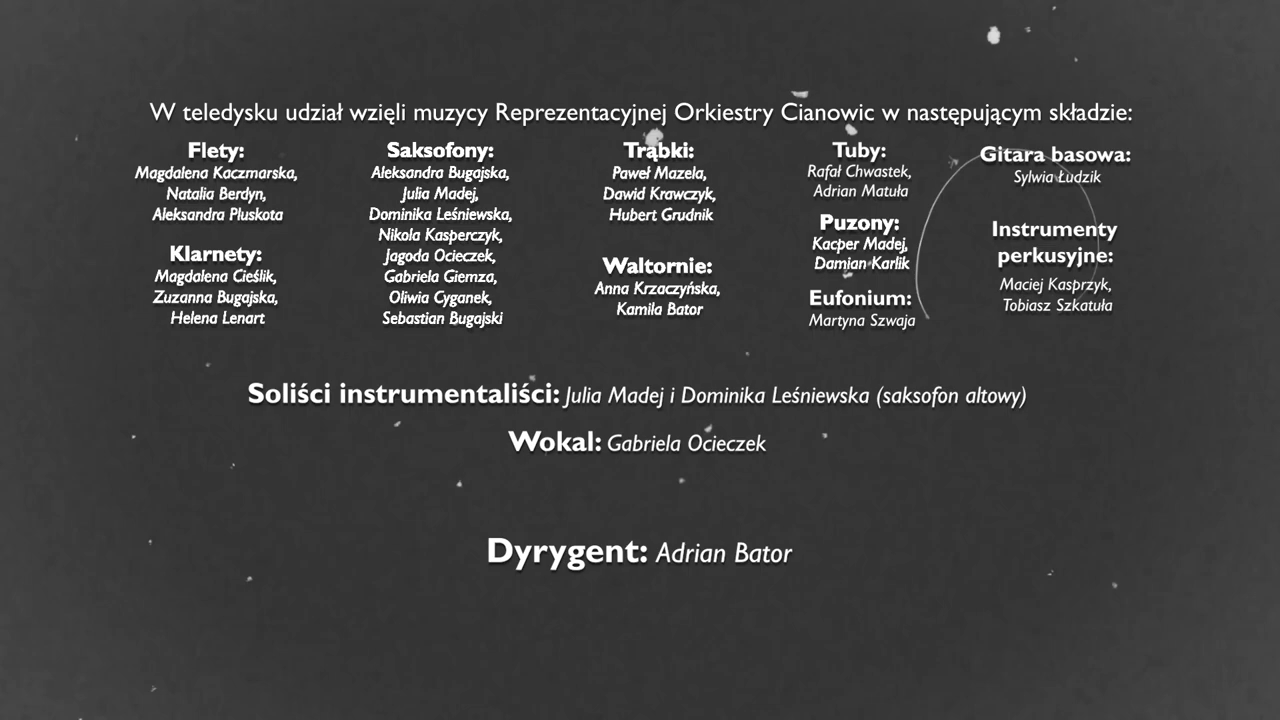 W teledysku udział wzięli muzycy Reprezentacyjnej Orkiestry Cianowic w następującym składzie:
Flety:
Magdalena Kaczmarska,
Natalia Berdyn,
Aleksandra Pluskota
Klarnety:
Magdalena Cieślik,
Zuzanna Bugajska,
Helena Lenart
Saksofony:
Aleksandra Bugajska,
Julia Madej,
Dominika Leśniewska,
Nikola Kasperczyk,
Jagoda Ocieczek,
Gabriela Giemza,
Oliwia Cyganek,
Sebastian Bugajski
Trąbki:
Paweł Mazela,
Dawid Krawczyk,
Hubert Grudnik
Waltornie:
Anna Krzaczyńska,
Kamila Bator
Tuby:
Rafał Chwastek,
Adrian Matuła
Puzony:
Kacper Madej,
Damian Karlik
Eufonium:
Martyna Szwaja
Gitara basowa:
Sylwia Łudzik
Instrumenty
perkusyjne:
Maciej Kasprzyk,
Tobiasz Szkatuła
Soliści instrumentaliści: Julia Madej i Dominika Leśniewska (saksofon altowy)
Wokal: Gabriela Ocieczek
Dyrygent: Adrian Bator